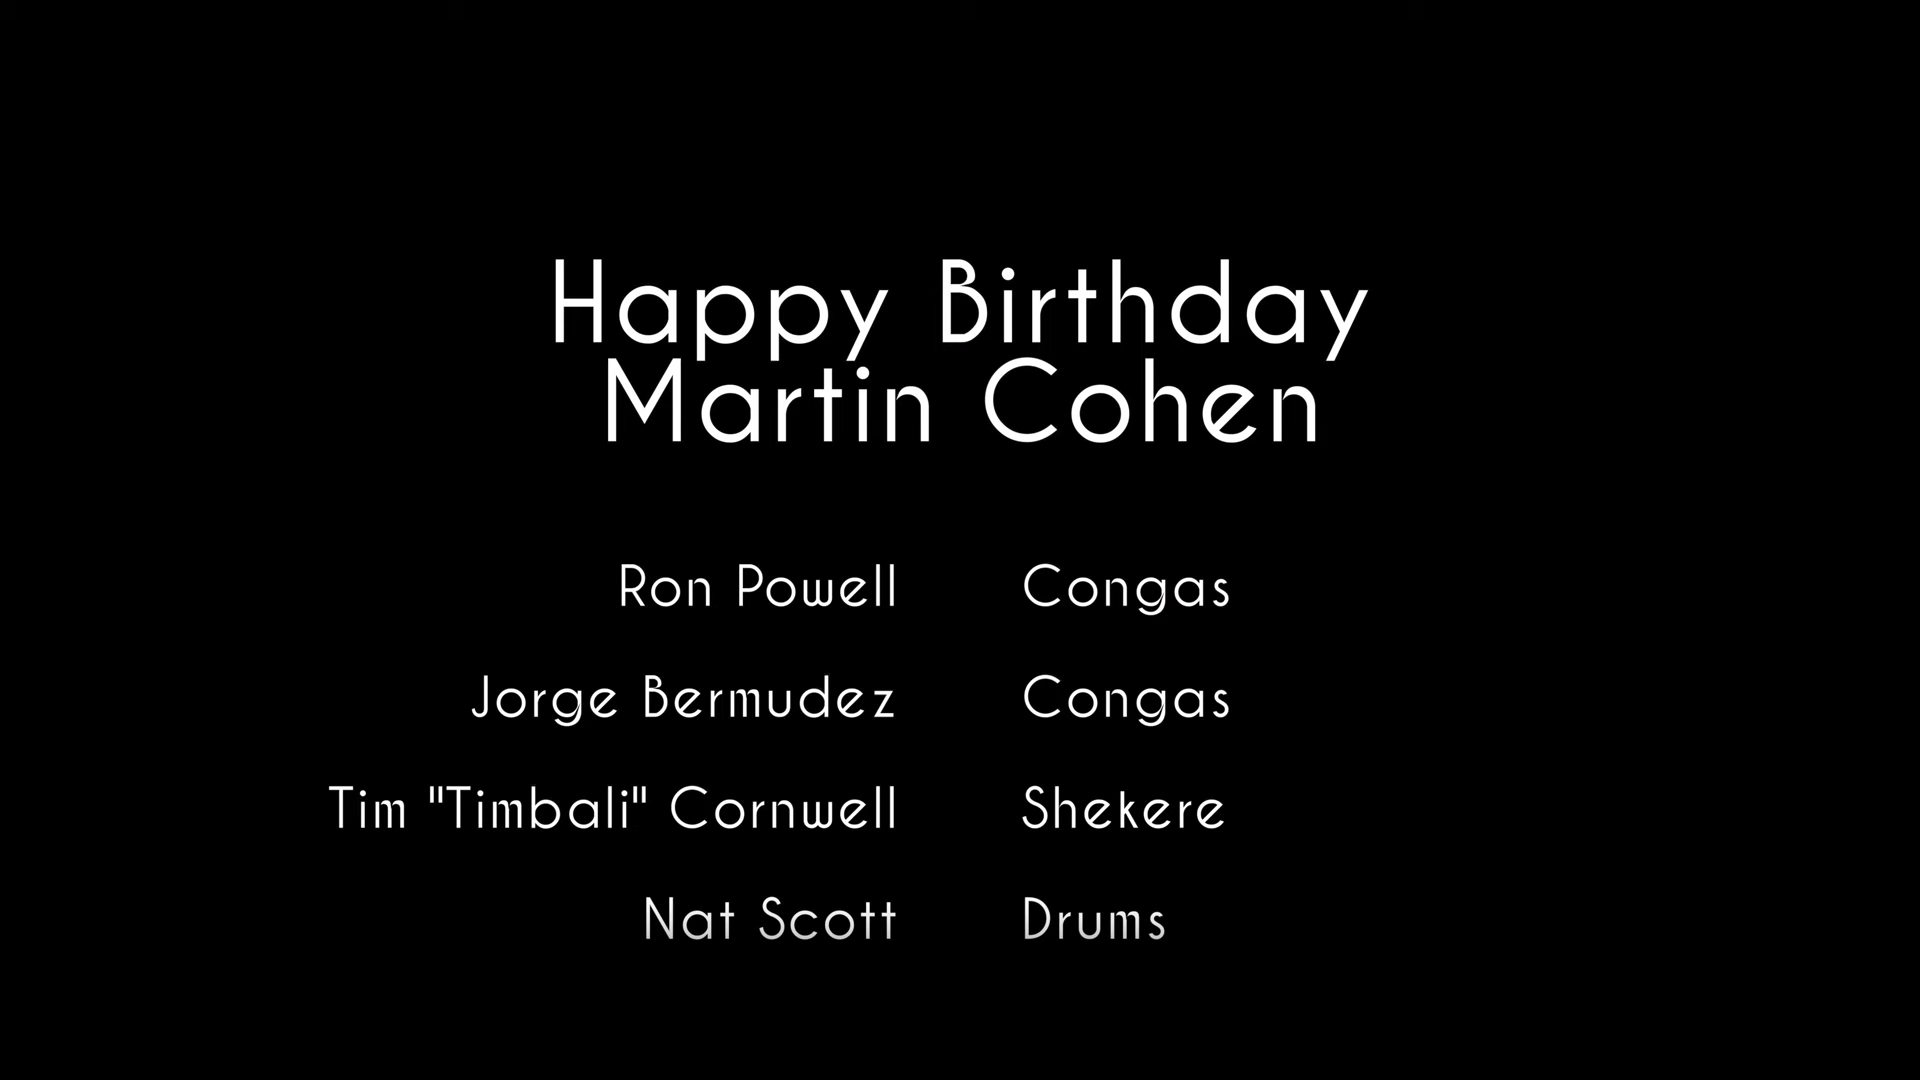 Happy Birthday
Martin Cohen
Ron Powell Congas
Jorge Bermudez Congas
Tim "Timbali" Cornwell Shekere
Nat Scott Drums